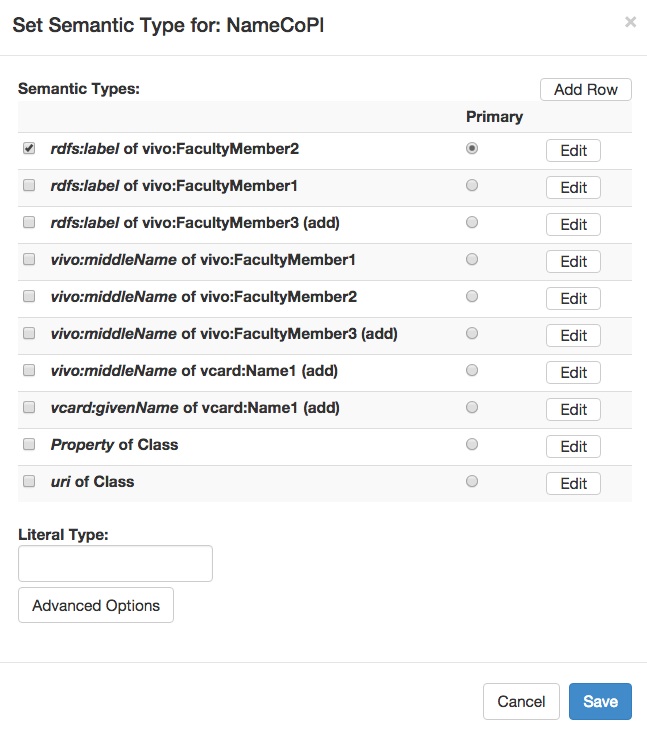 Set Semantic Type for: NameCoPI ×
Semantic Types: Add Row
Primary
rdfs:label of vivo:FacultyMember2 Edit
rdfs:label of vivo:FacultyMember1 Edit
rdfs:label of vivo:FacultyMember3 (add) Edit
vivo:middleName of vivo:FacultyMember1 Edit
vivo:middleName of vivo:FacultyMember2 Edit
vivo:middleName of vivo:FacultyMember3 (add) Edit
vivo:middleName of vcard:Name1 (add) Edit
vcard:givenName of vcard:Name1 (add) Edit
Property of Class Edit
uri of Class Edit
Literal Type:
Advanced Options
Cancel Save